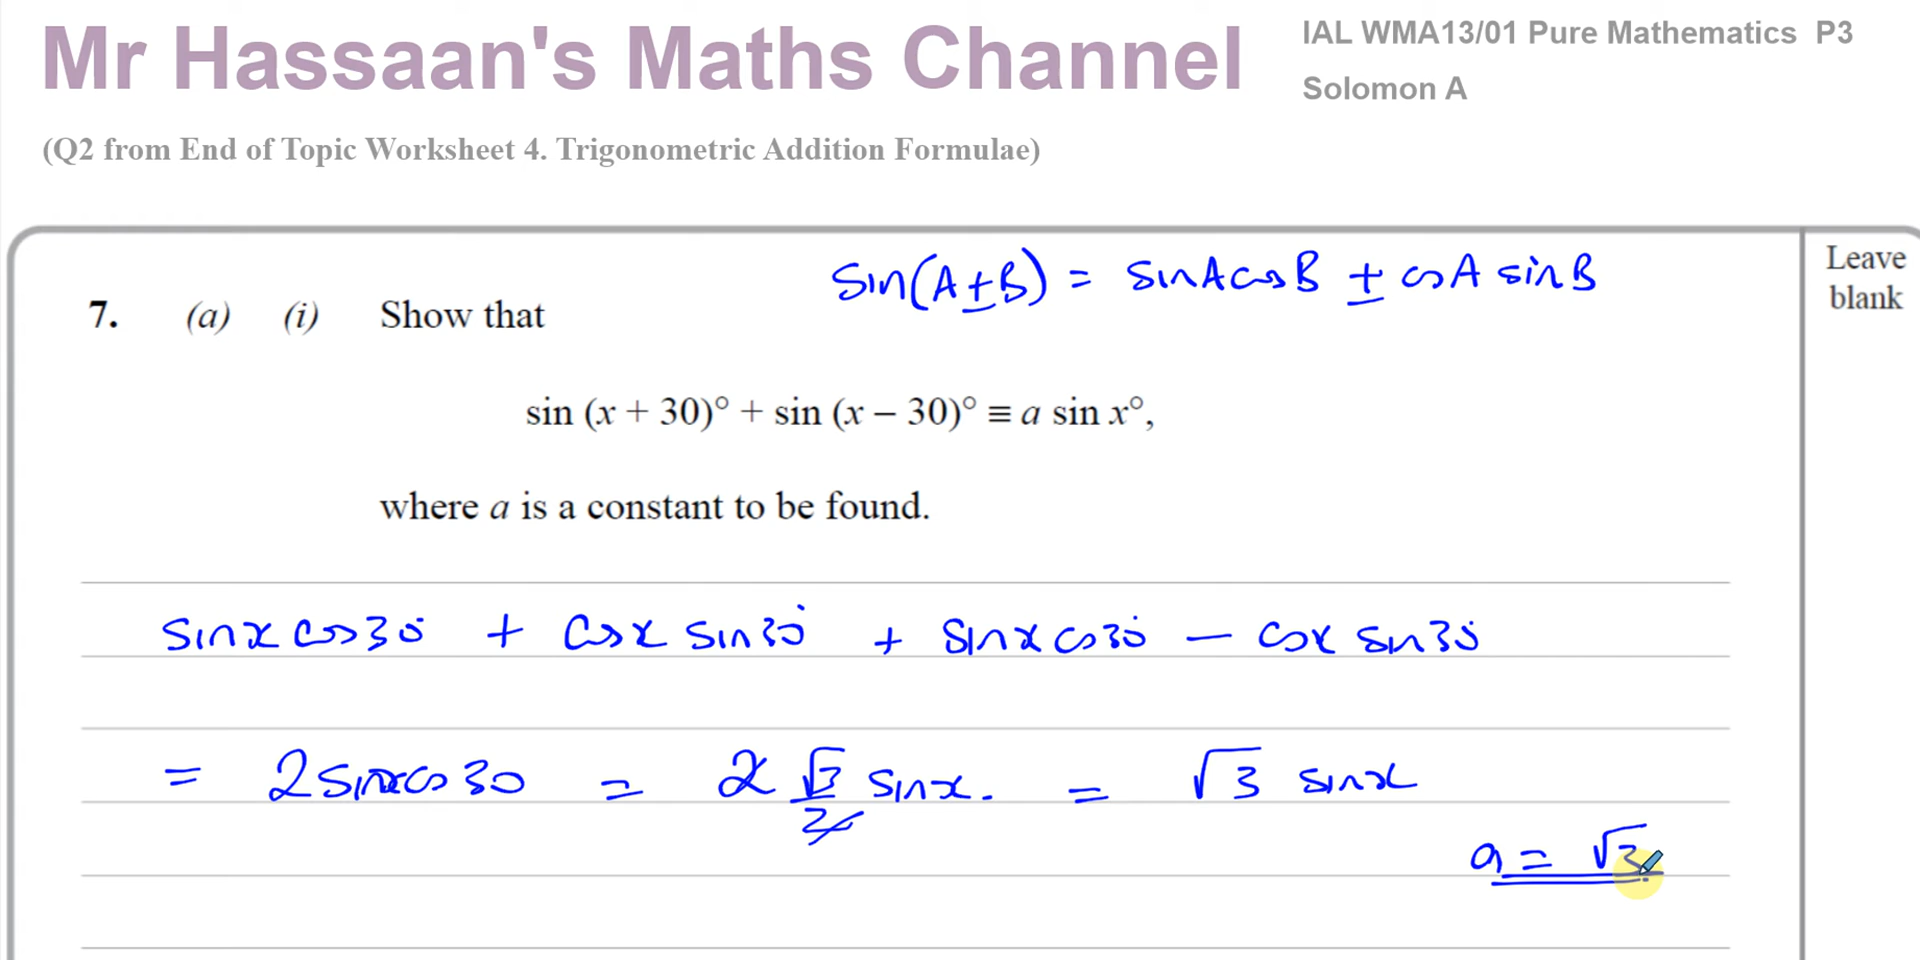 Mr Hassaan's Maths Channel
IAL WMA13/01 Pure Mathematics P3
Solomon A
(Q2 from End of Topic Worksheet 4. Trigonometric Addition Formulae)
Leave
blank
sin(A±B) = sinAcosB ± cosA sinB
7. (a) (i) Show that
sin (x + 30)° + sin (x – 30)° ≡ a sin x°,
where a is a constant to be found.
sinx cos30° + cosx sin30° + sinx cos30° − cosx sin30°
= 2sinxcos30 = 2 √3/2 sinx. = √3 sinx
a = √3